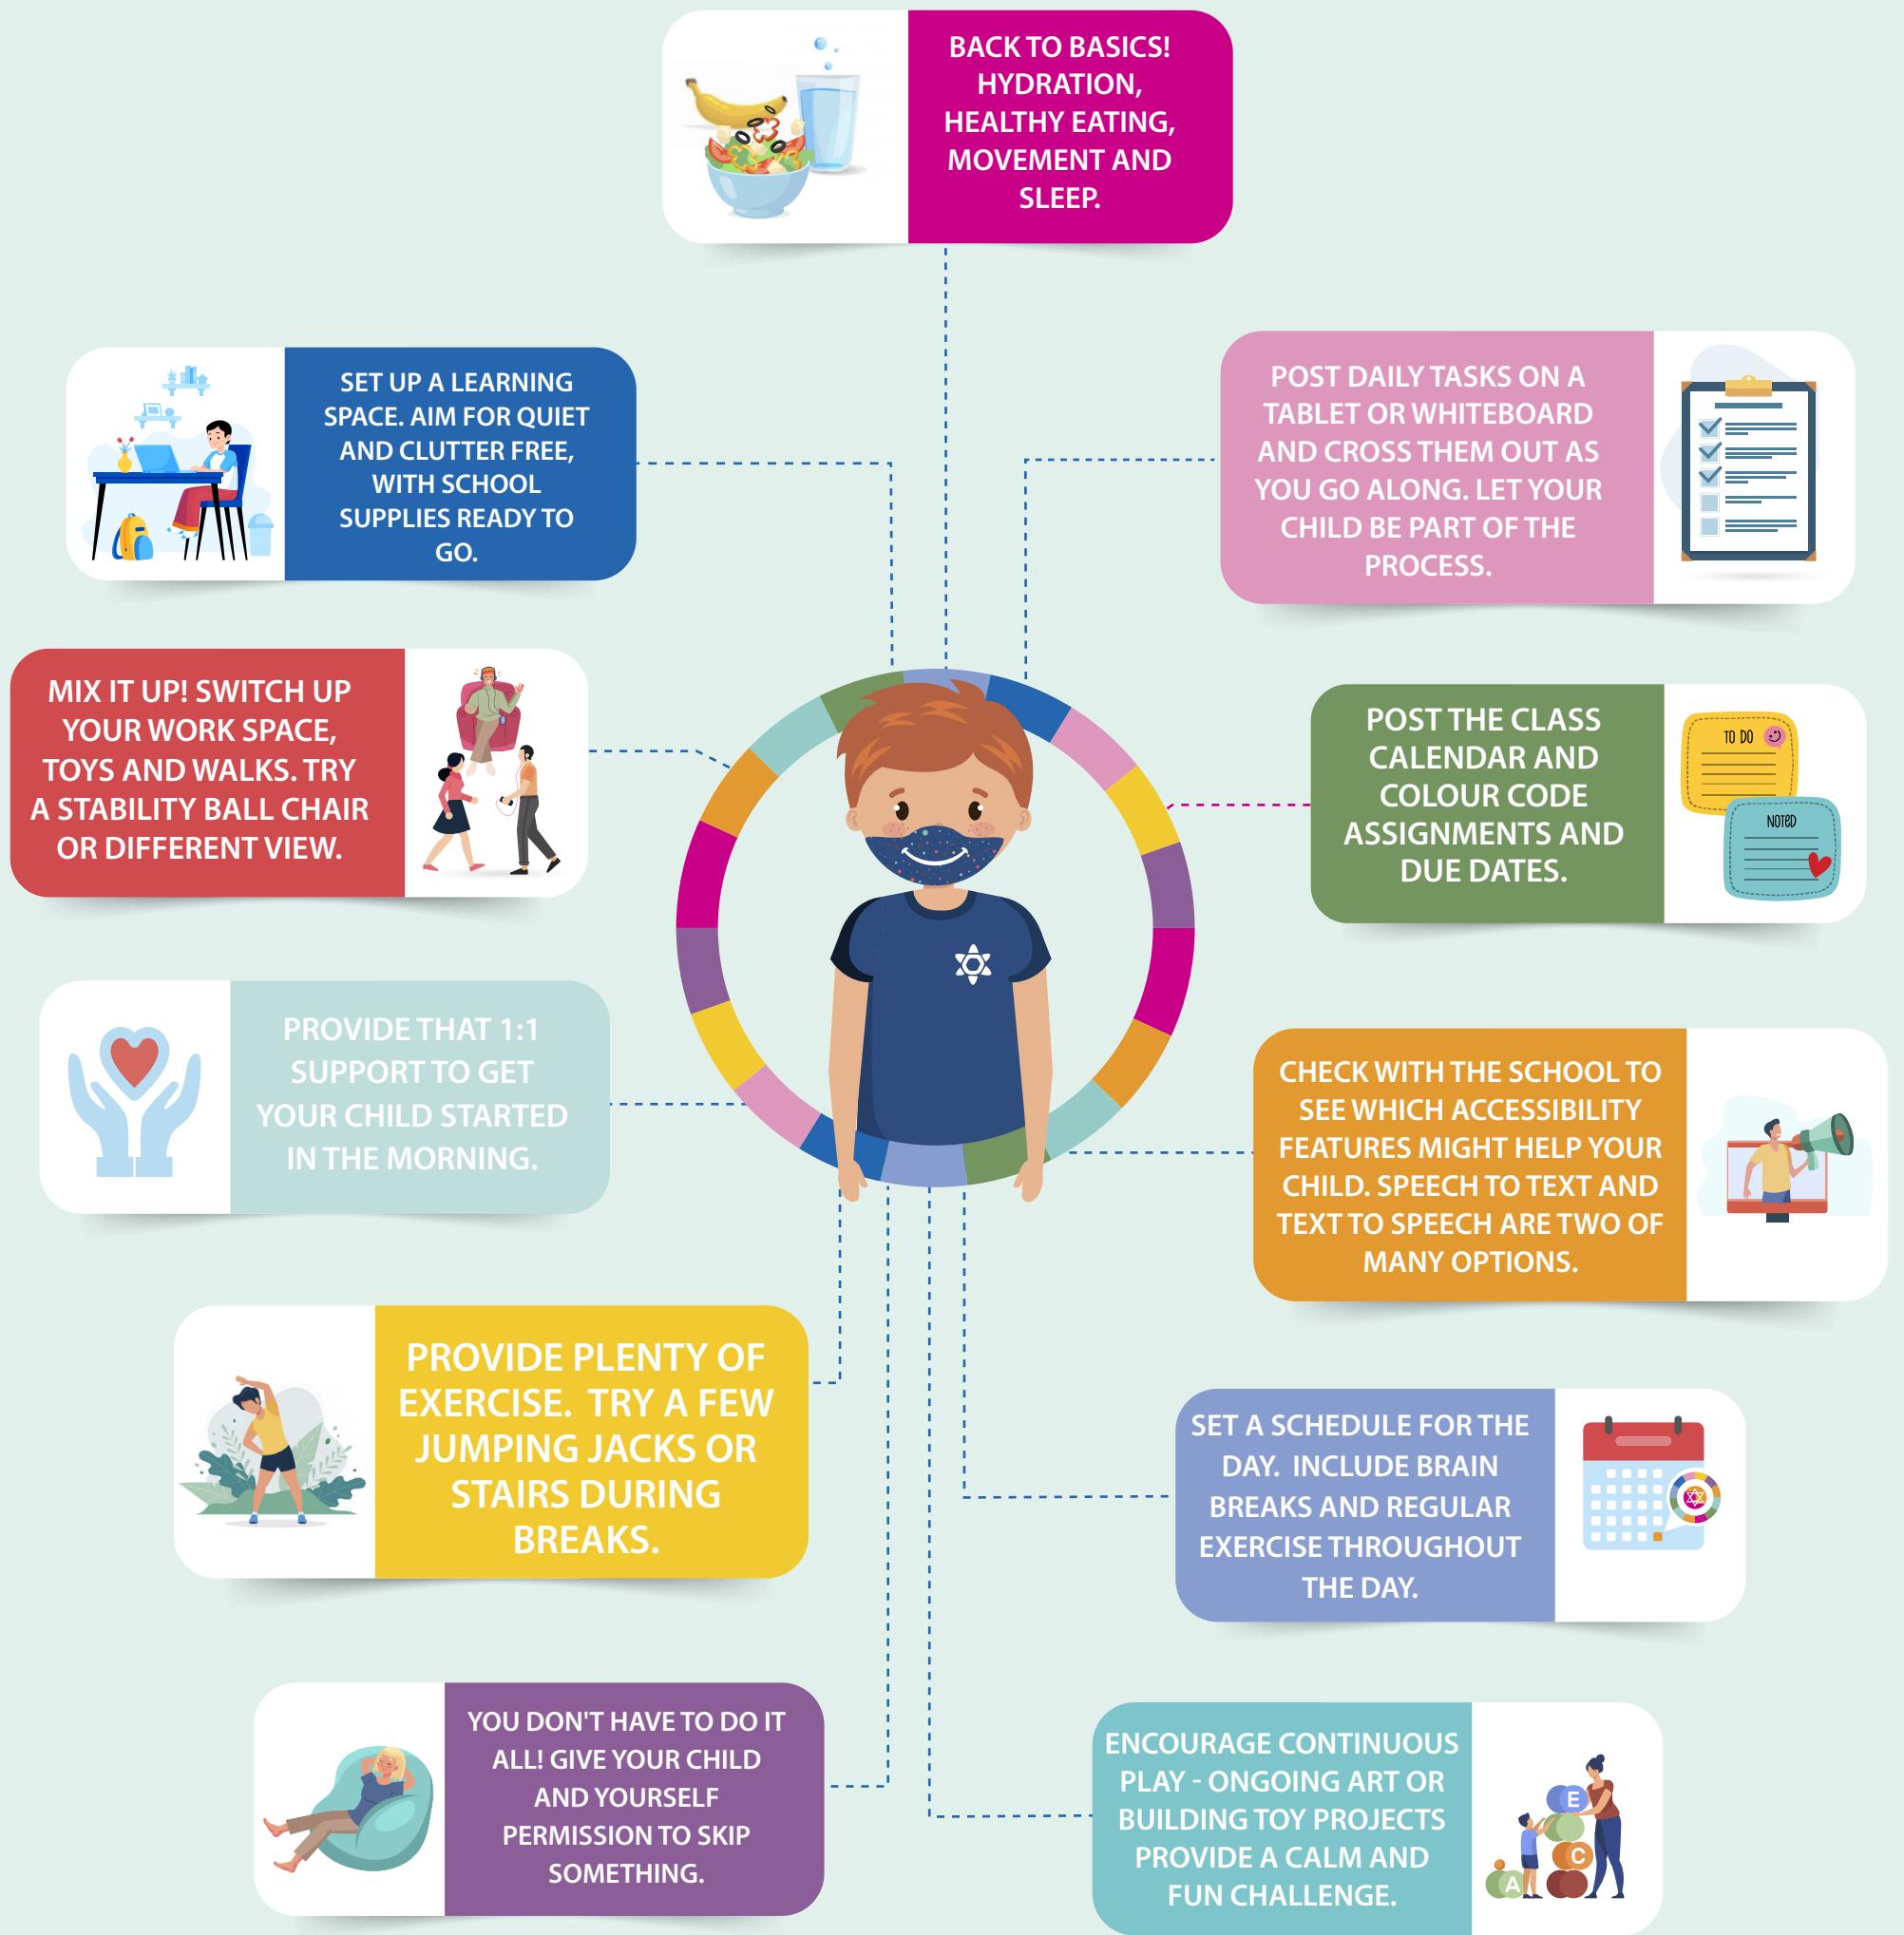 BACK TO BASICS!
HYDRATION,
HEALTHY EATING,
MOVEMENT AND
SLEEP.
SET UP A LEARNING
SPACE. AIM FOR QUIET
AND CLUTTER FREE,
WITH SCHOOL
SUPPLIES READY TO
GO.
POST DAILY TASKS ON A
TABLET OR WHITEBOARD
AND CROSS THEM OUT AS
YOU GO ALONG. LET YOUR
CHILD BE PART OF THE
PROCESS.
MIX IT UP! SWITCH UP
YOUR WORK SPACE,
TOYS AND WALKS. TRY
A STABILITY BALL CHAIR
OR DIFFERENT VIEW.
POST THE CLASS
CALENDAR AND
COLOUR CODE
ASSIGNMENTS AND
DUE DATES.
TO DO
NOTED
PROVIDE THAT 1:1
SUPPORT TO GET
YOUR CHILD STARTED
IN THE MORNING.
CHECK WITH THE SCHOOL TO
SEE WHICH ACCESSIBILITY
FEATURES MIGHT HELP YOUR
CHILD. SPEECH TO TEXT AND
TEXT TO SPEECH ARE TWO OF
MANY OPTIONS.
PROVIDE PLENTY OF
EXERCISE.  TRY A FEW
JUMPING JACKS OR
STAIRS DURING
BREAKS.
SET A SCHEDULE FOR THE
DAY.  INCLUDE BRAIN
BREAKS AND REGULAR
EXERCISE THROUGHOUT
THE DAY.
YOU DON'T HAVE TO DO IT
ALL! GIVE YOUR CHILD
AND YOURSELF
PERMISSION TO SKIP
SOMETHING.
ENCOURAGE CONTINUOUS
PLAY - ONGOING ART OR
BUILDING TOY PROJECTS
PROVIDE A CALM AND
FUN CHALLENGE.
E
C
A